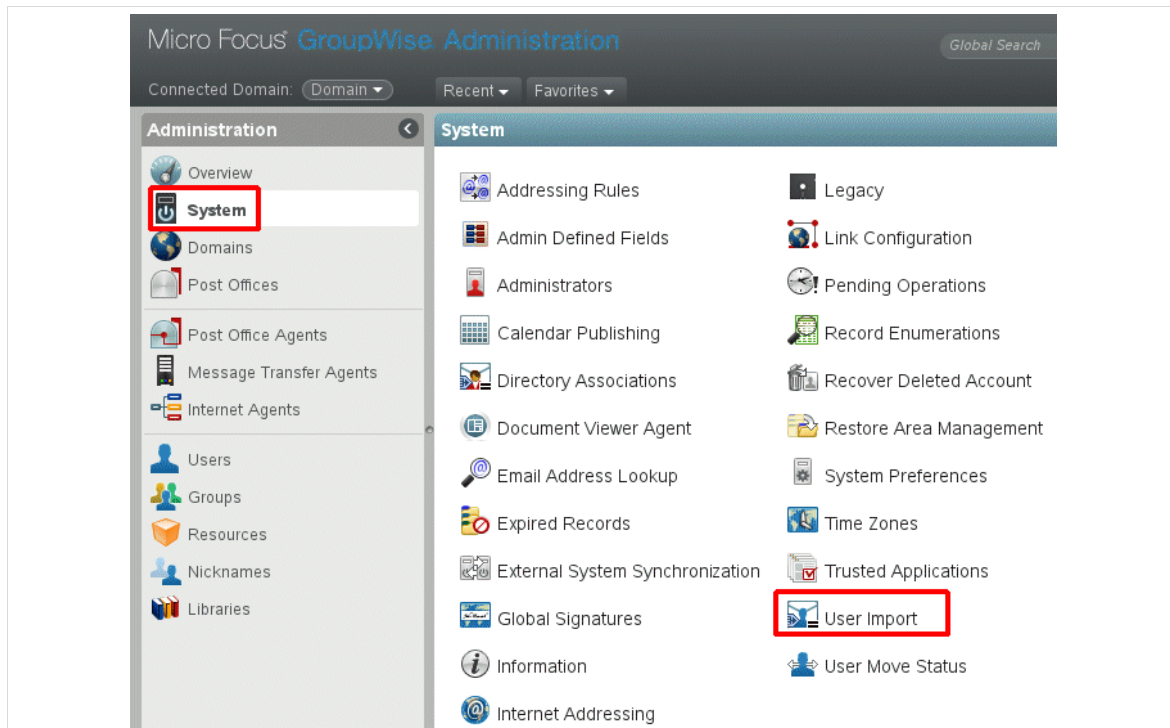 Micro Focus GroupWise Administration
Global Search
Connected Domain: Domain
Recent
Favorites
Administration
Overview
System
Domains
Post Offices
Post Office Agents
Message Transfer Agents
Internet Agents
Users
Groups
Resources
Nicknames
Libraries
System
Addressing Rules
Admin Defined Fields
Administrators
Calendar Publishing
Directory Associations
Document Viewer Agent
Email Address Lookup
Expired Records
External System Synchronization
Global Signatures
Information
Internet Addressing
Legacy
Link Configuration
Pending Operations
Record Enumerations
Recover Deleted Account
Restore Area Management
System Preferences
Time Zones
Trusted Applications
User Import
User Move Status